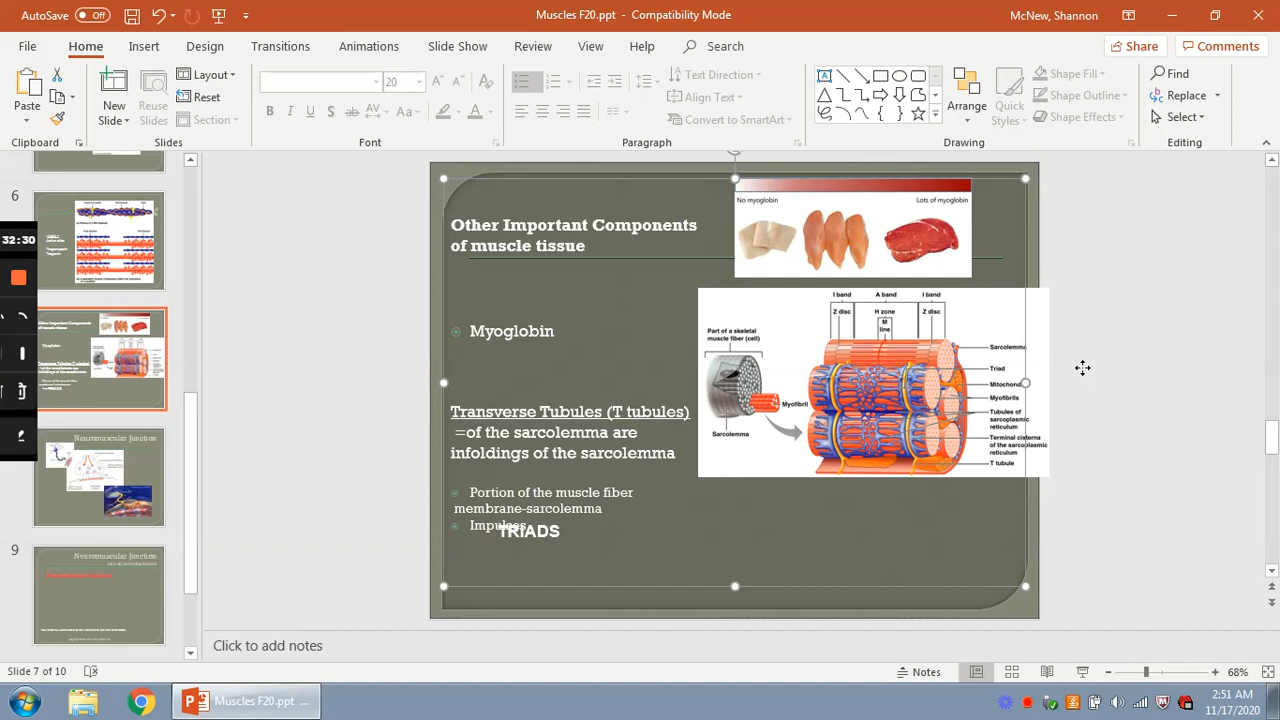 AutoSave Off
Muscles F20.ppt - Compatibility Mode
McNew, Shannon
File Home Insert Design Transitions Animations Slide Show Review View Help Search Share Comments
Paste
New Slide
Reuse Slides
Layout
Reset
Section
20
Text Direction
Align Text
Convert to SmartArt
Arrange
Quick Styles
Shape Fill
Shape Outline
Shape Effects
Find
Replace
Select
Clipboard Slides Font Paragraph Drawing Editing
6
32:30
Neuromuscular Junction
9
Neuromuscular Junction
Other Important Components
of muscle tissue
No myoglobin
Lots of myoglobin
Myoglobin
Transverse Tubules (T tubules)
=of the sarcolemma are
infoldings of the sarcolemma
Portion of the muscle fiber
membrane-sarcolemma
Impulses
TRIADS
I band A band I band
Z disc H zone Z disc
M
line
Part of a skeletal
muscle fiber (cell)
Myofibril
Sarcolemma
Sarcolemma
Triad
Mitochond
Myofibrils
Tubules of
sarcoplasmic
reticulum
Terminal cisterna
of the sarcoplasmic
reticulum
T tubule
Click to add notes
Slide 7 of 10
Notes
68%
Muscles F20.ppt ...
2:51 AM
11/17/2020